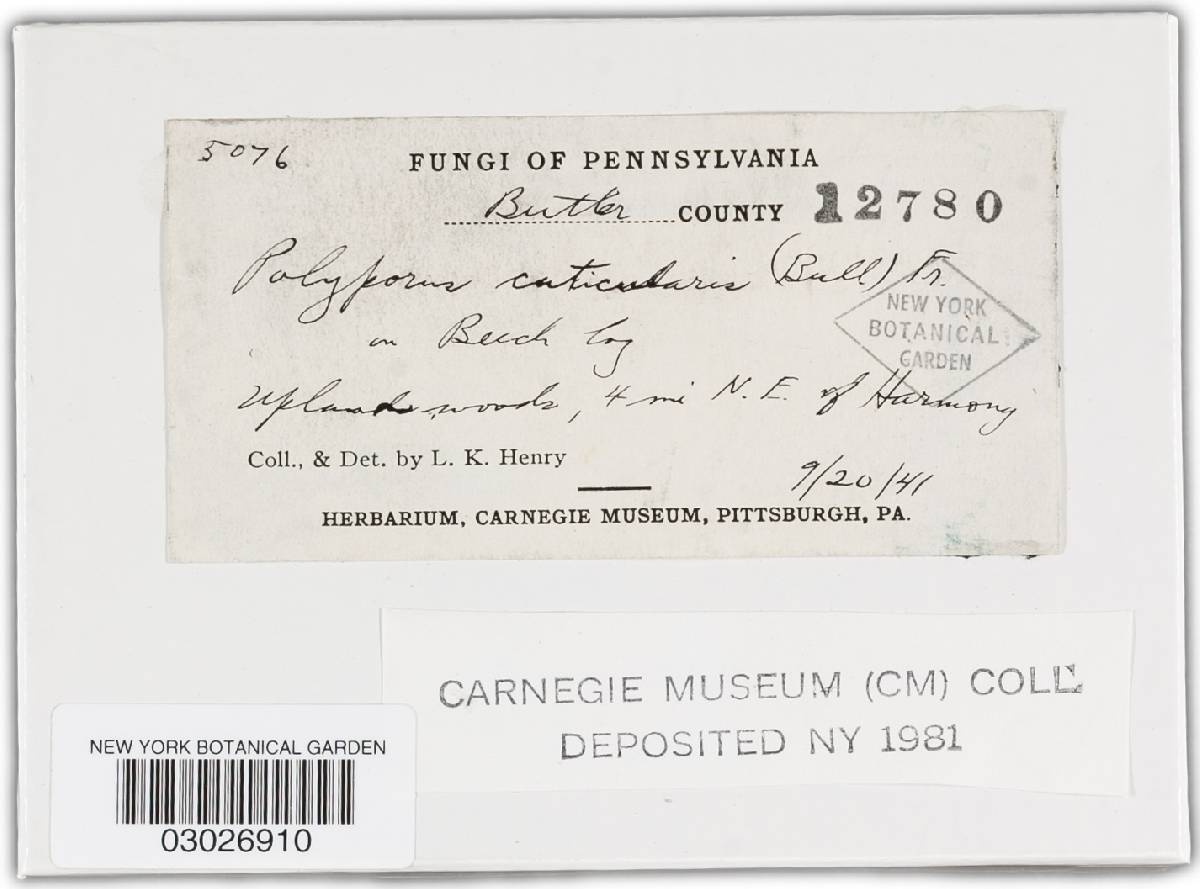 5076
FUNGI OF PENNSYLVANIA
Butler COUNTY 12780
Polyporus cuticularis (Bull) Fr.
NEW YORK
BOTANICAL
GARDEN
on Beech log
Upland woods, 4 mi N. E. of Harmony
Coll., & Det. by L. K. Henry
9/20/41
HERBARIUM, CARNEGIE MUSEUM, PITTSBURGH, PA.
CARNEGIE MUSEUM (CM) COLL.
DEPOSITED NY 1981
NEW YORK BOTANICAL GARDEN
03026910